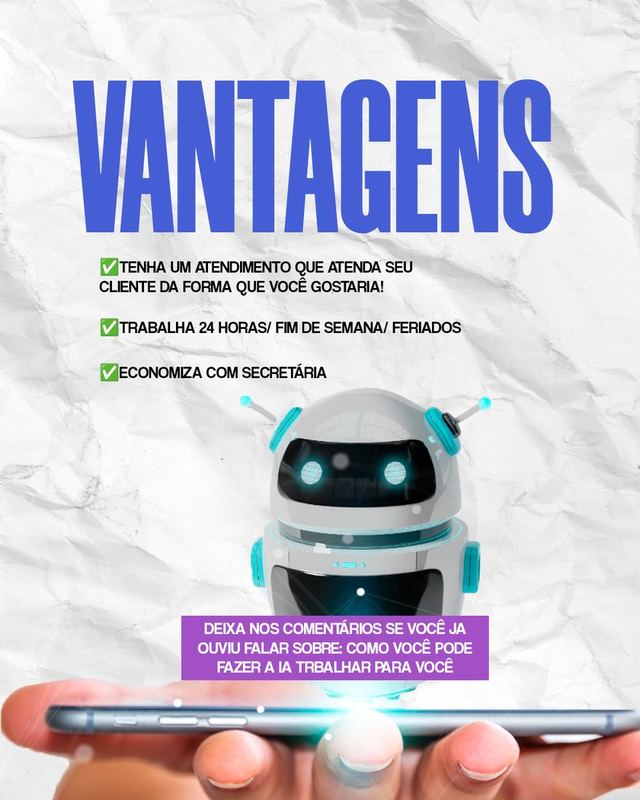 VANTAGENS
✅TENHA UM ATENDIMENTO QUE ATENDA SEU
CLIENTE DA FORMA QUE VOCÊ GOSTARIA!
✅TRABALHA 24 HORAS/ FIM DE SEMANA/ FERIADOS
✅ECONOMIZA COM SECRETÁRIA
DEIXA NOS COMENTÁRIOS SE VOCÊ JA
OUVIU FALAR SOBRE: COMO VOCÊ PODE
FAZER A IA TRBALHAR PARA VOCÊ